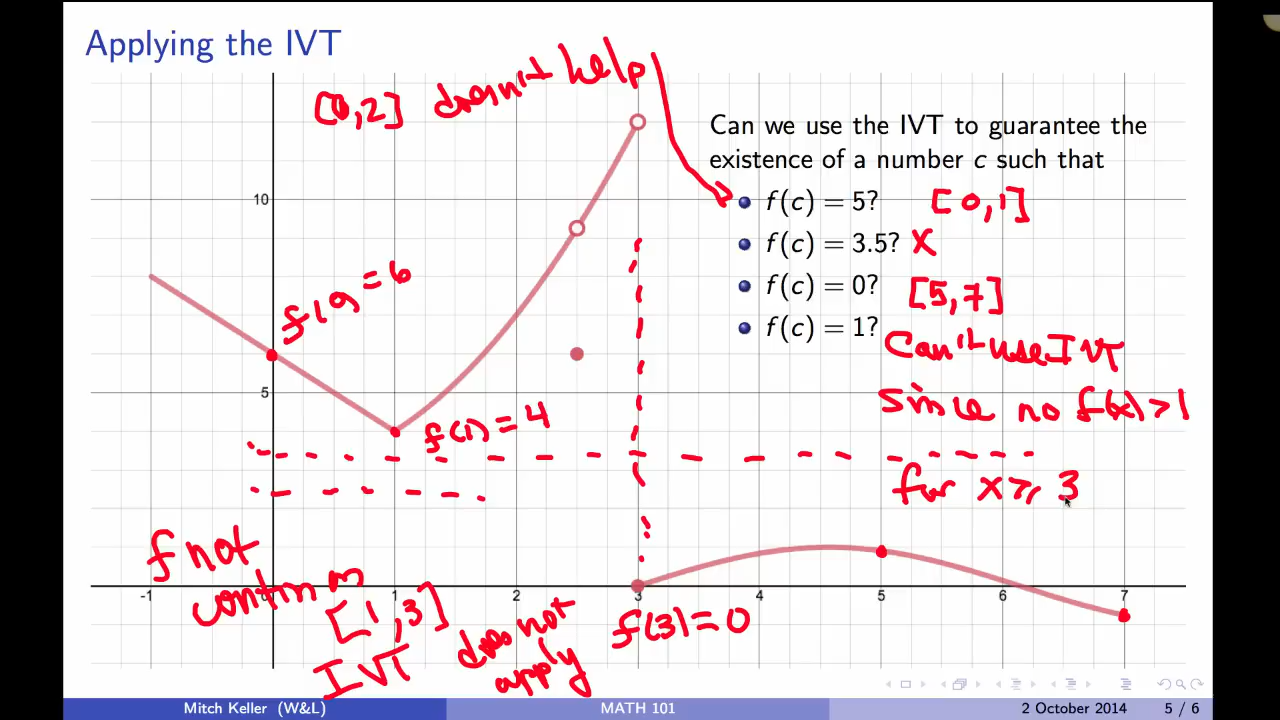 Applying the IVT
[0,2] doesn't help
Can we use the IVT to guarantee the
existence of a number c such that
f(c) = 5? [0,1]
f(c) = 3.5? X
f(c) = 0? [5,7]
f(c) = 1?
Can't use IVT
since no f(x)>1
for x ≥ 3
10
5
f(0) = 6
f(1) = 4
f not
contin on
[1,3]
IVT does not
apply
f(3)=0
-1 0 1 2 3 4 5 6 7
Mitch Keller (W&L) MATH 101 2 October 2014 5 / 6